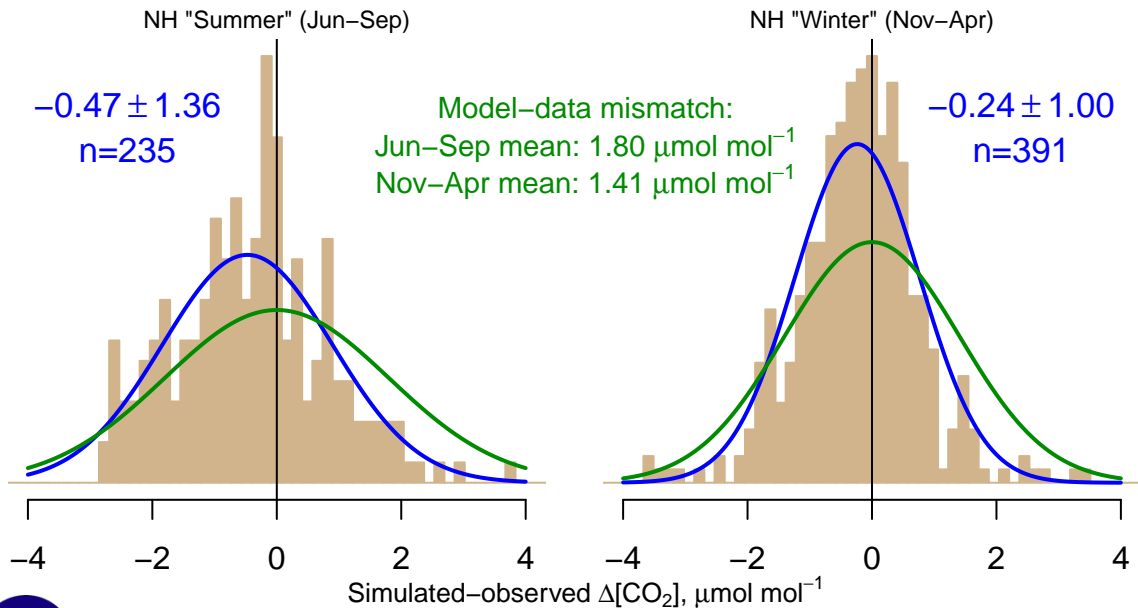 NH "Summer" (Jun−Sep)
NH "Winter" (Nov−Apr)
−0.47 ± 1.36
n=235
Model−data mismatch:
Jun−Sep mean: 1.80 μmol mol⁻¹
Nov−Apr mean: 1.41 μmol mol⁻¹
−0.24 ± 1.00
n=391
−4 −2 0 2 4
−4 −2 0 2 4
Simulated−observed Δ[CO₂], μmol mol⁻¹